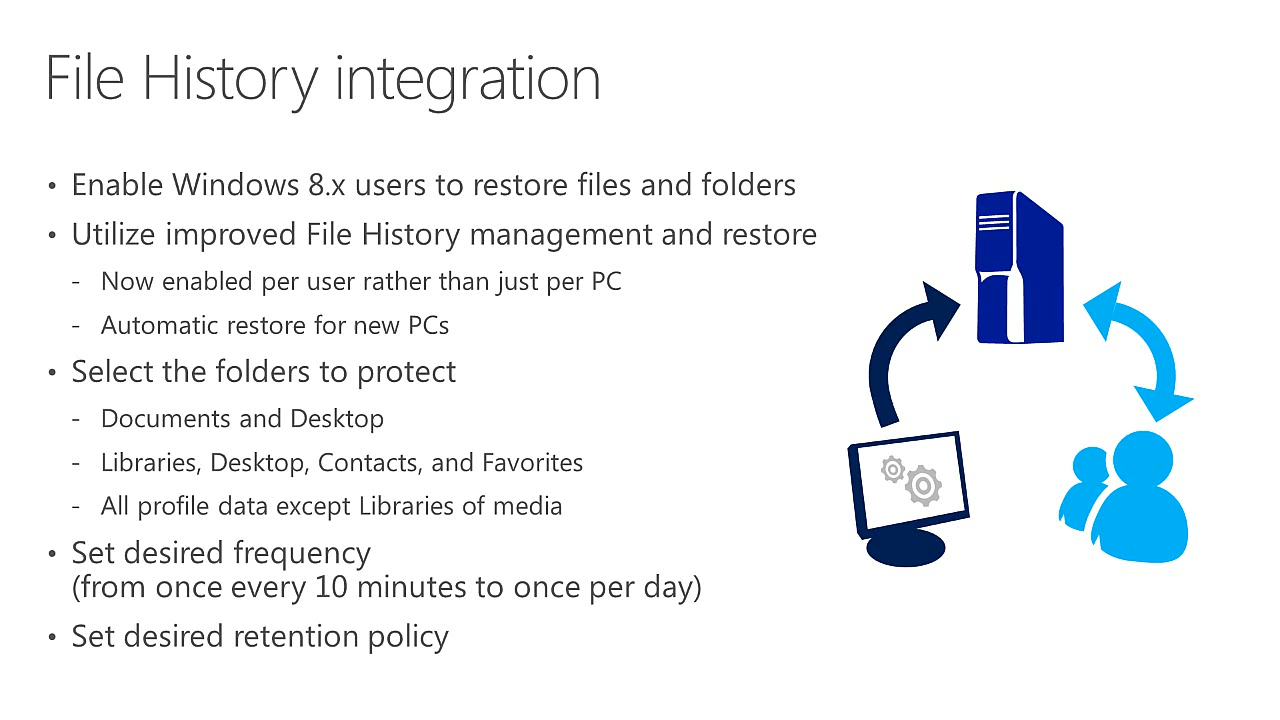 File History integration
• Enable Windows 8.x users to restore files and folders
• Utilize improved File History management and restore
- Now enabled per user rather than just per PC
- Automatic restore for new PCs
• Select the folders to protect
- Documents and Desktop
- Libraries, Desktop, Contacts, and Favorites
- All profile data except Libraries of media
• Set desired frequency
(from once every 10 minutes to once per day)
• Set desired retention policy